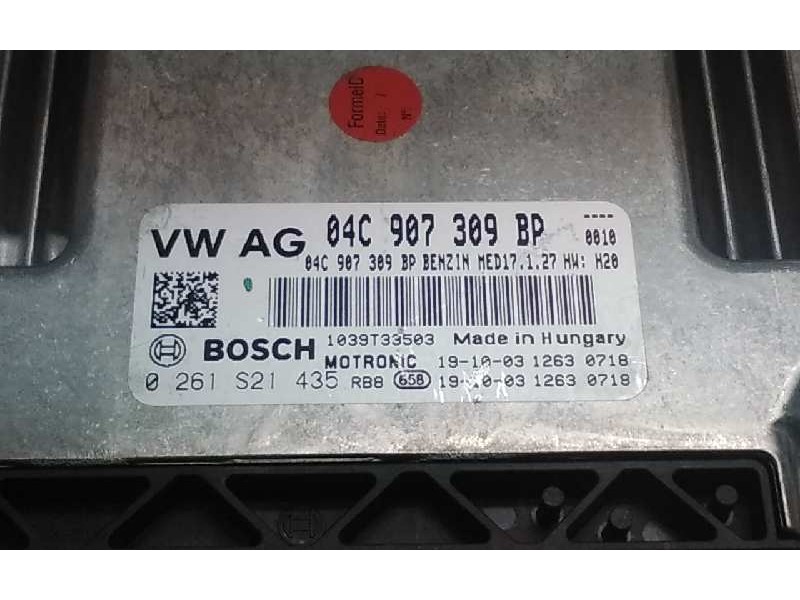 FormelD
Date: /
N°:
VW AG 04C 907 309 BP ----
0010
04C 907 309 BP BENZIN MED17.1.27 HW: H20
1039T33503 Made in Hungary
BOSCH MOTRONIC 19-10-03 1263 0718
0 261 S21 435 RB8 658 19-10-03 1263 0718